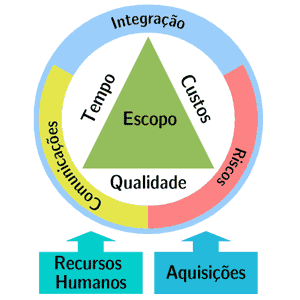 Integração
Tempo
Custos
Escopo
Qualidade
Comunicações
Riscos
Recursos
Humanos
Aquisições